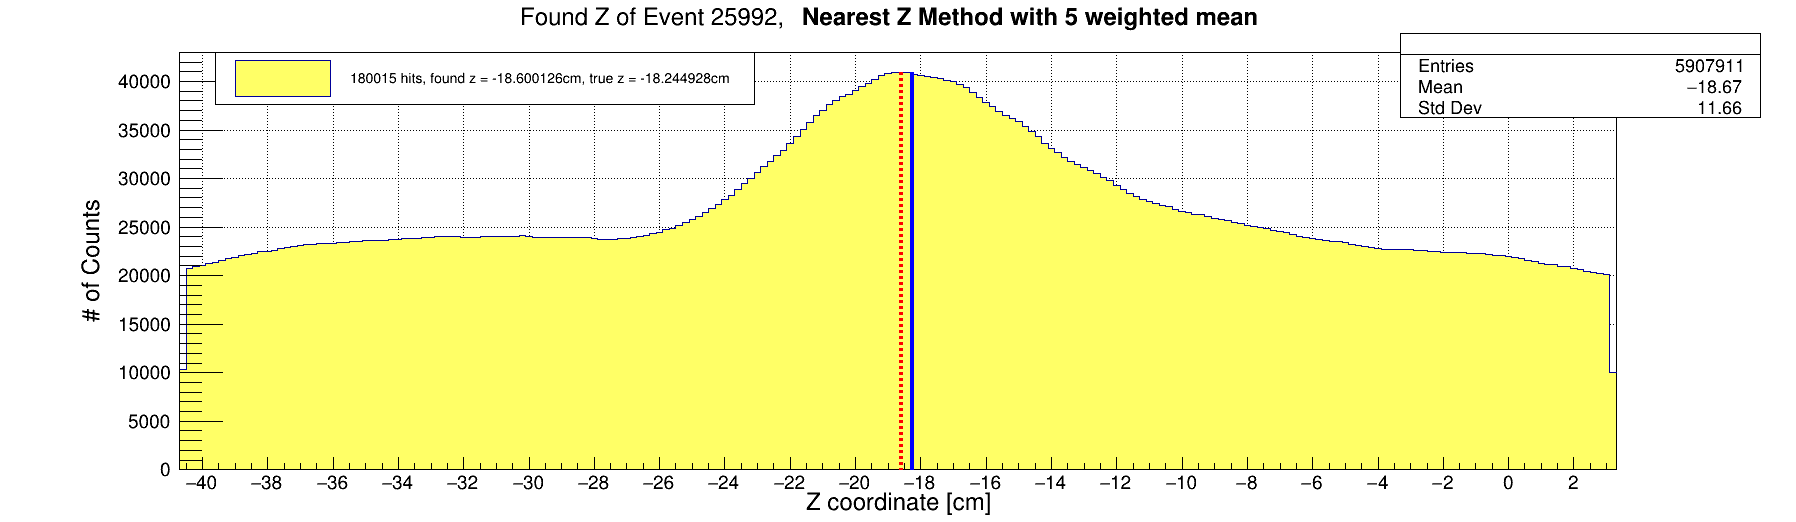 Found Z of Event 25992, Nearest Z Method with 5 weighted mean
180015 hits, found z = -18.600126cm, true z = -18.244928cm
Entries 5907911
Mean −18.67
Std Dev 11.66
# of Counts
40000
35000
30000
25000
20000
15000
10000
5000
0
−40 −38 −36 −34 −32 −30 −28 −26 −24 −22 −20 −18 −16 −14 −12 −10 −8 −6 −4 −2 0 2
Z coordinate [cm]